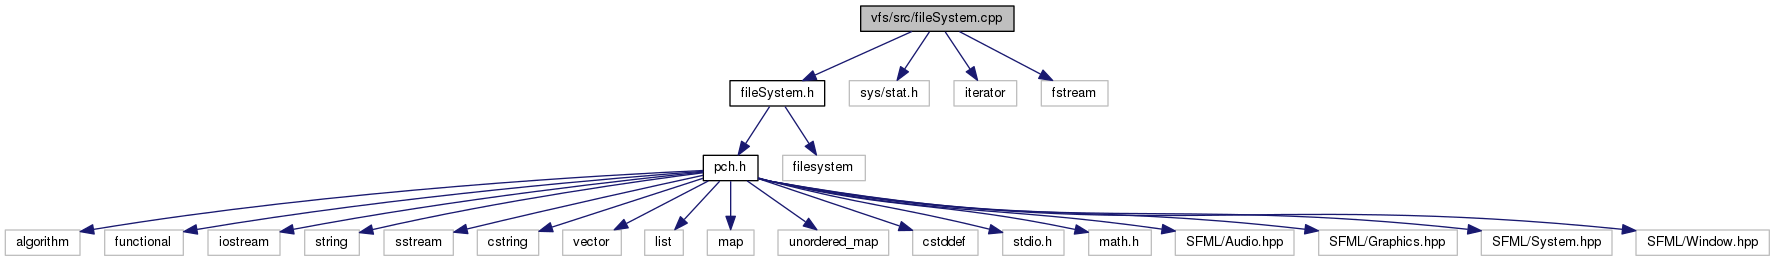 vfs/src/fileSystem.cpp
fileSystem.h
sys/stat.h
iterator
fstream
pch.h
filesystem
algorithm
functional
iostream
string
sstream
cstring
vector
list
map
unordered_map
cstddef
stdio.h
math.h
SFML/Audio.hpp
SFML/Graphics.hpp
SFML/System.hpp
SFML/Window.hpp